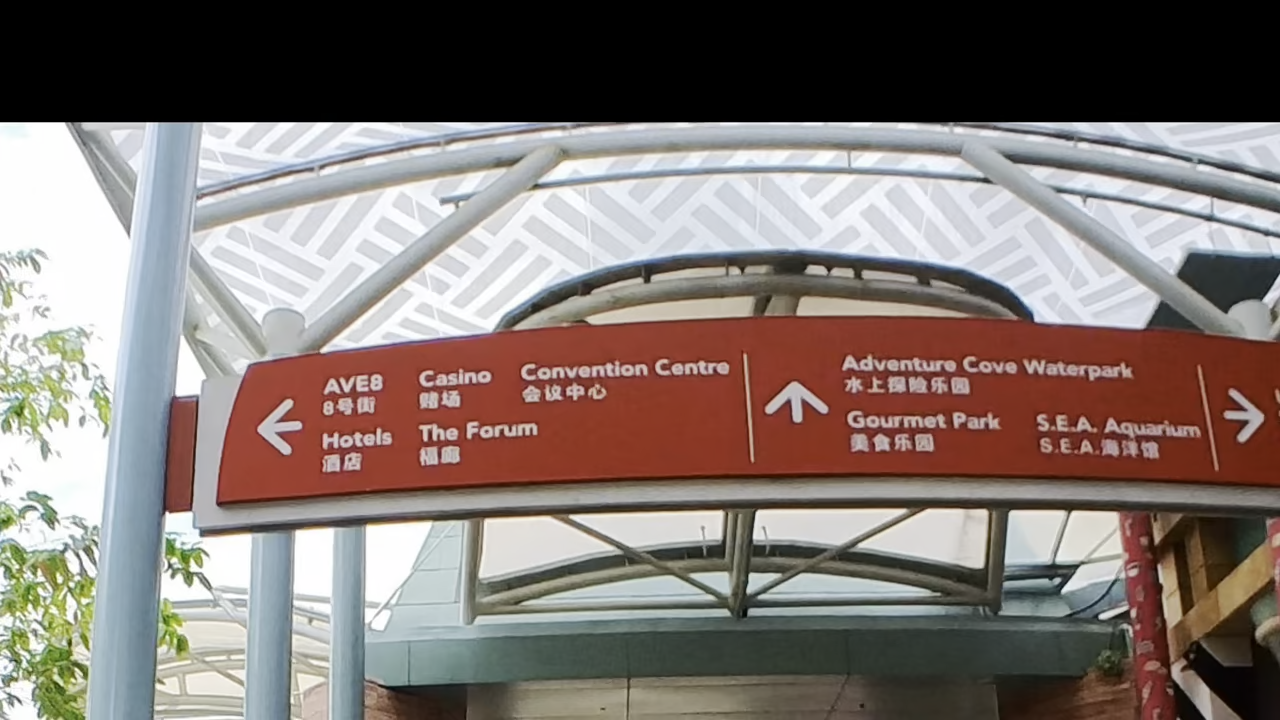 AVE8
8号街
Casino
赌场
Convention Centre
会议中心
Hotels
酒店
The Forum
福廊
Adventure Cove Waterpark
水上探险乐园
Gourmet Park
美食乐园
S.E.A. Aquarium
S.E.A.海洋馆